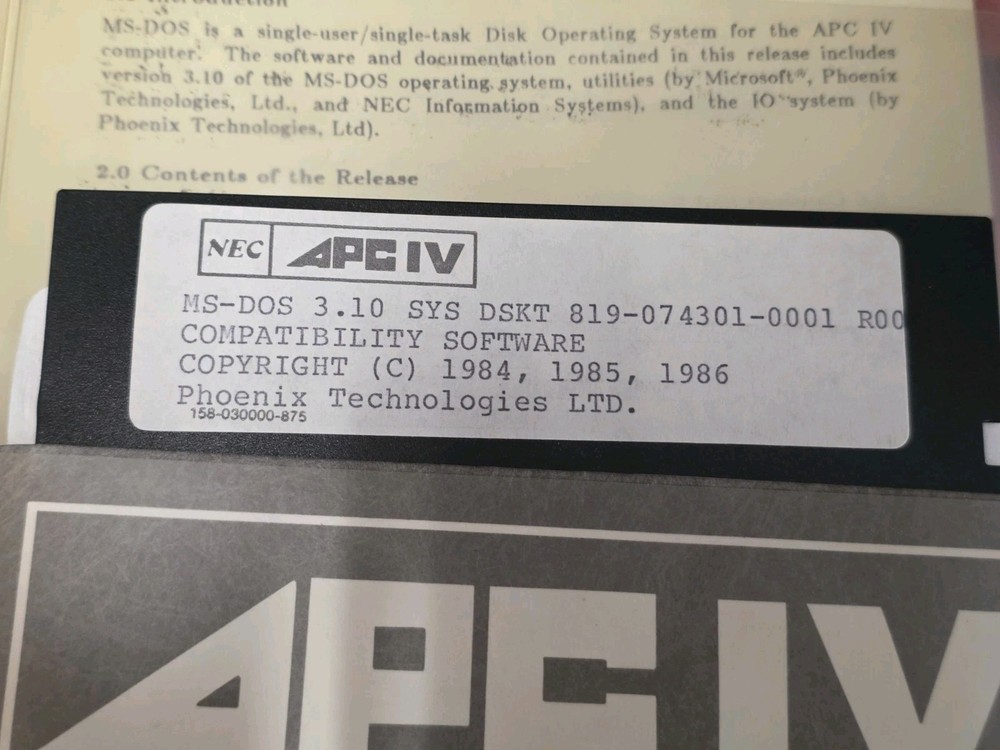 Introduction
MS-DOS is a single-user/single-task Disk Operating System for the APC IV
computer. The software and documentation contained in this release includes
version 3.10 of the MS-DOS operating system, utilities (by Microsoft®, Phoenix
Technologies, Ltd., and NEC Information Systems), and the IO system (by
Phoenix Technologies, Ltd).
2.0 Contents of the Release
NEC APC IV
MS-DOS 3.10 SYS DSKT 819-074301-0001 R00
COMPATIBILITY SOFTWARE
COPYRIGHT (C) 1984, 1985, 1986
Phoenix Technologies LTD.
158-030000-875
APC IV